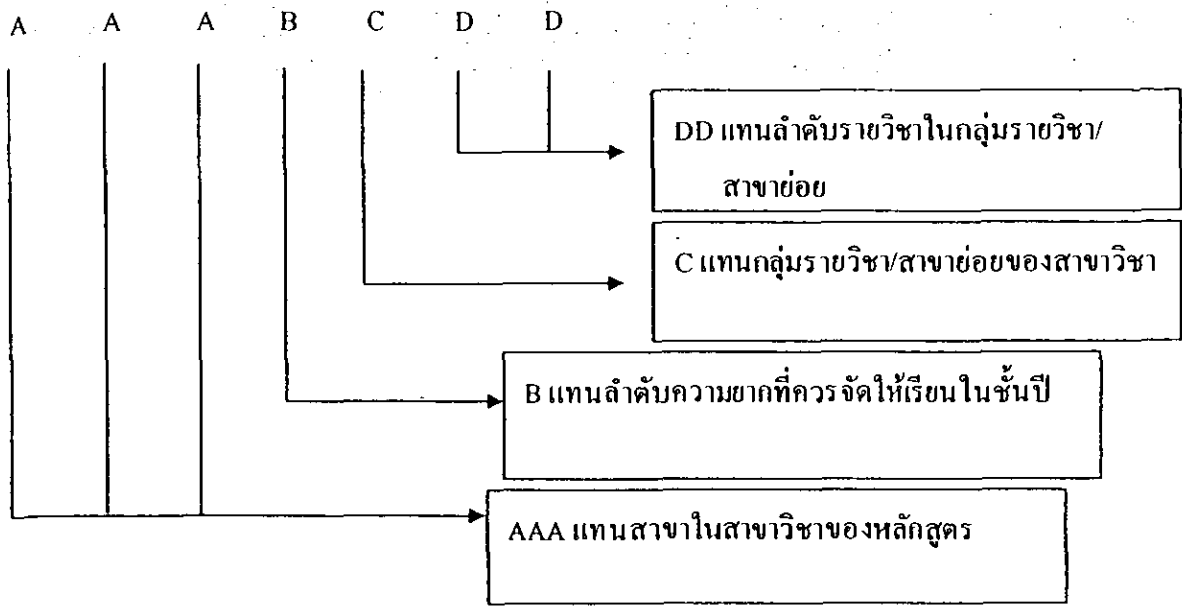 A A A B C D D
DD แทนลำดับรายวิชาในกลุ่มรายวิชา/
สาขาย่อย
C แทนกลุ่มรายวิชา/สาขาย่อยของสาขาวิชา
B แทนลำดับความยากที่ควรจัดให้เรียนในชั้นปี
AAA แทนสาขาในสาขาวิชาของหลักสูตร